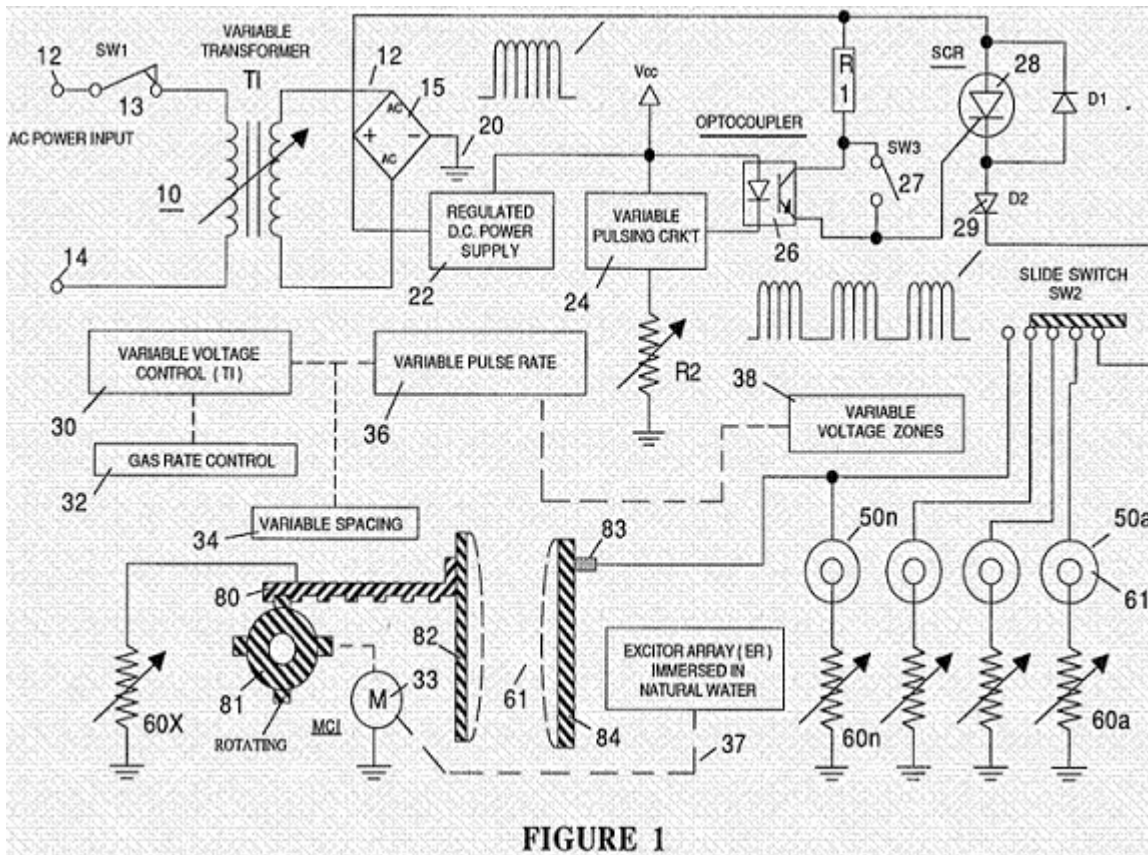 VARIABLE
TRANSFORMER
TI
SW1
12
13
AC POWER INPUT
10
14
12
AC
15
+
-
AC
20
REGULATED
D.C. POWER
SUPPLY
22
Vcc
VARIABLE
PULSING CRK'T
24
R2
OPTOCOUPLER
26
R
1
SW3
27
SCR
28
D1
D2
29
SLIDE SWITCH
SW2
VARIABLE VOLTAGE
CONTROL ( TI )
30
GAS RATE CONTROL
32
VARIABLE PULSE RATE
36
VARIABLE SPACING
34
38
VARIABLE
VOLTAGE ZONES
80
81
ROTATING
60X
M
33
MCI
82
61
83
84
EXCITOR ARRAY ( ER )
IMMERSED IN
NATURAL WATER
37
50n
50a
61
60n
60a
FIGURE 1